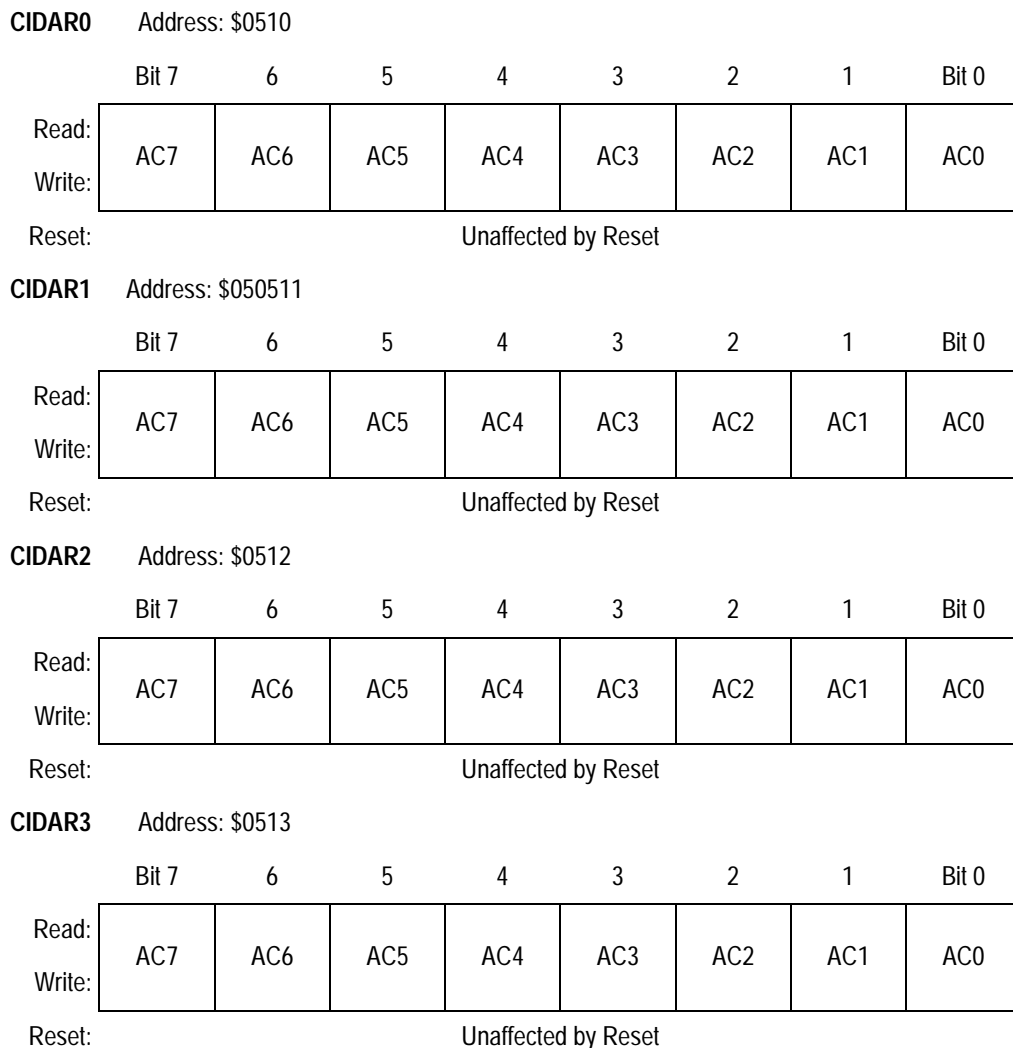 CIDAR0 Address: $0510
Bit 7 6 5 4 3 2 1 Bit 0
Read:
AC7 AC6 AC5 AC4 AC3 AC2 AC1 AC0
Write:
Reset: Unaffected by Reset
CIDAR1 Address: $050511
Bit 7 6 5 4 3 2 1 Bit 0
Read:
AC7 AC6 AC5 AC4 AC3 AC2 AC1 AC0
Write:
Reset: Unaffected by Reset
CIDAR2 Address: $0512
Bit 7 6 5 4 3 2 1 Bit 0
Read:
AC7 AC6 AC5 AC4 AC3 AC2 AC1 AC0
Write:
Reset: Unaffected by Reset
CIDAR3 Address: $0513
Bit 7 6 5 4 3 2 1 Bit 0
Read:
AC7 AC6 AC5 AC4 AC3 AC2 AC1 AC0
Write:
Reset: Unaffected by Reset